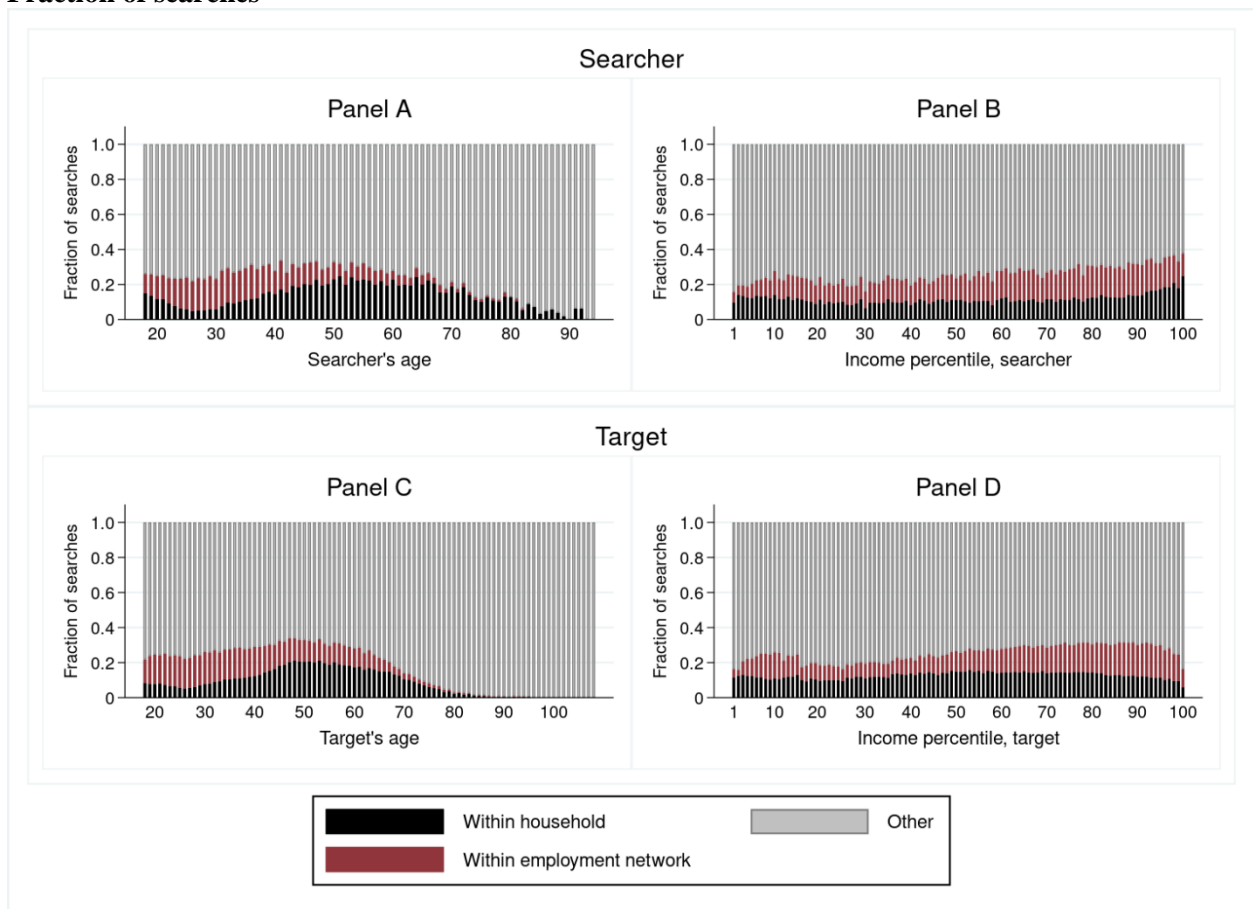 Fraction of searches
Searcher
Panel A
Panel B
Fraction of searches
1.0
0.8
0.6
0.4
0.2
0
20 30 40 50 60 70 80 90
Searcher's age
Fraction of searches
1.0
0.8
0.6
0.4
0.2
0
1 10 20 30 40 50 60 70 80 90 100
Income percentile, searcher
Target
Panel C
Panel D
Fraction of searches
1.0
0.8
0.6
0.4
0.2
0
20 30 40 50 60 70 80 90 100
Target's age
Fraction of searches
1.0
0.8
0.6
0.4
0.2
0
1 10 20 30 40 50 60 70 80 90 100
Income percentile, target
Within household
Other
Within employment network